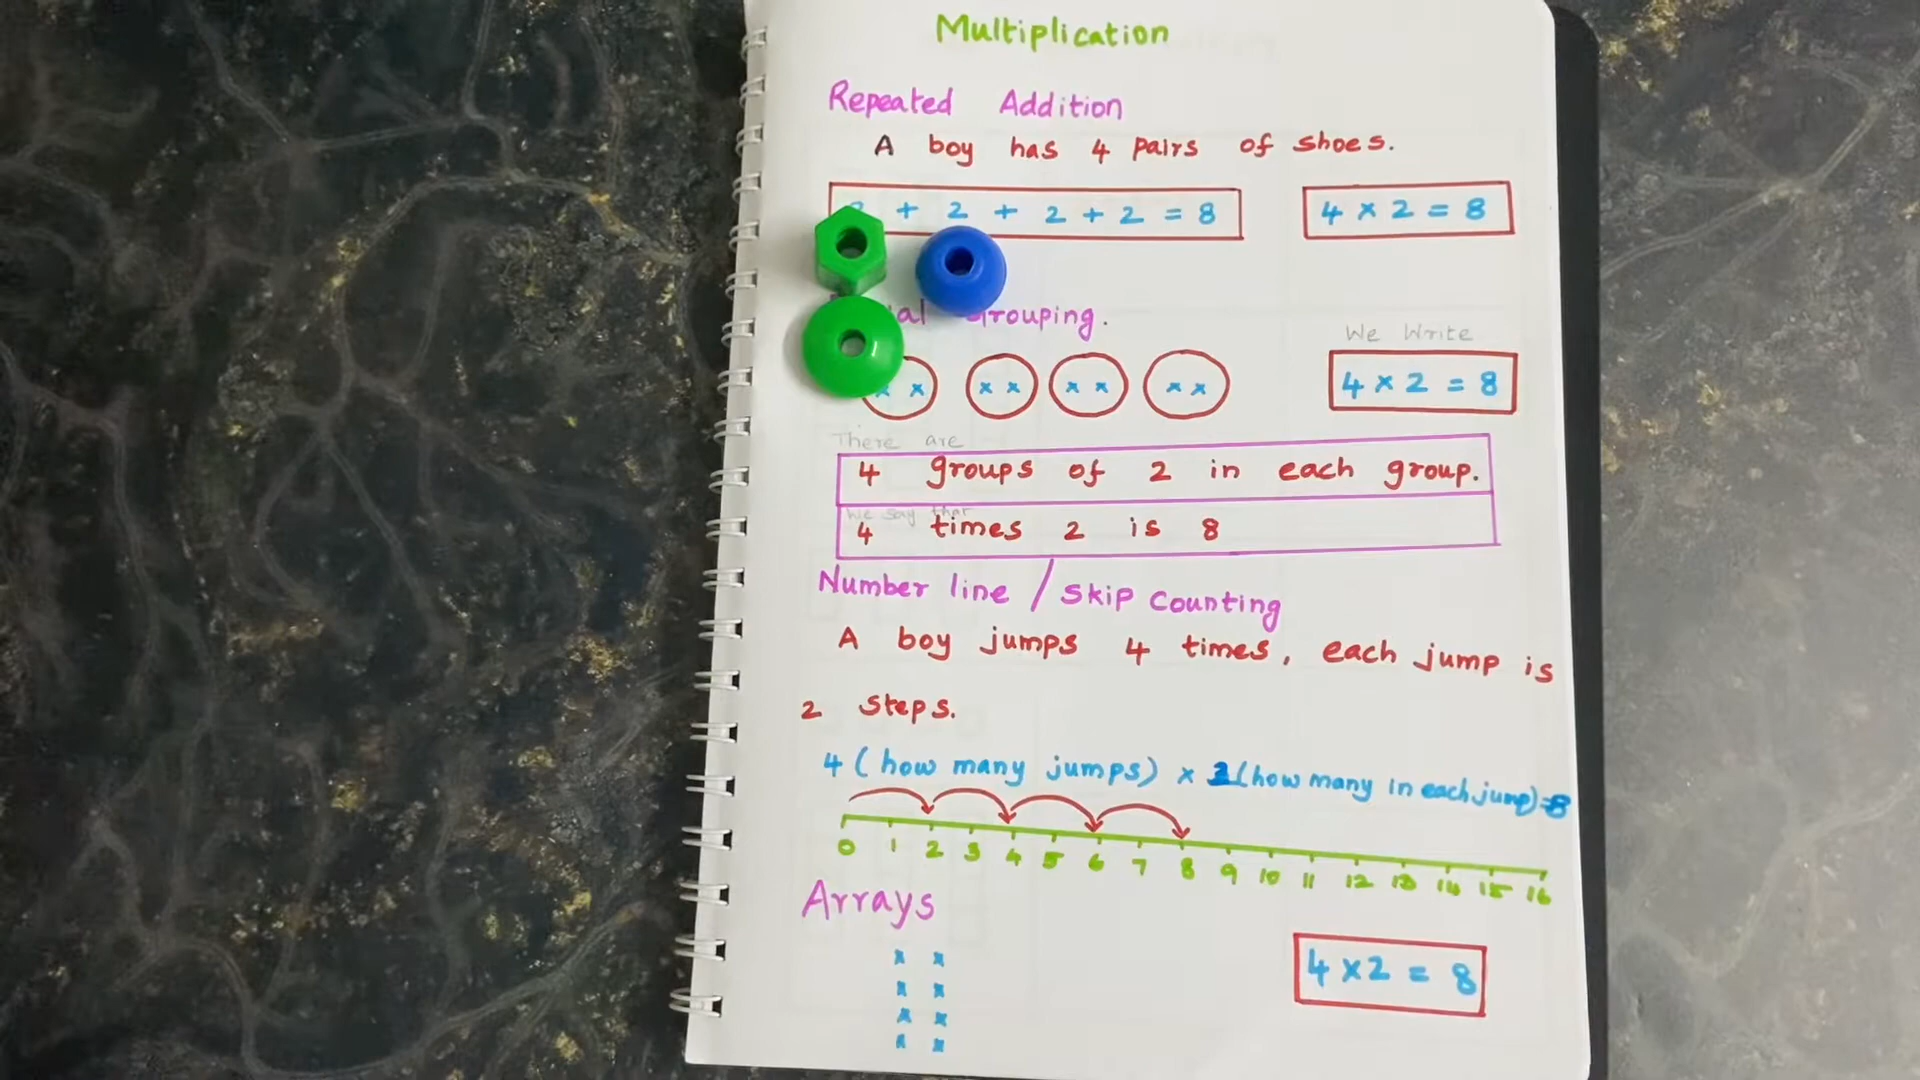 Multiplication
Repeated Addition
A boy has 4 pairs of shoes.
+ 2 + 2 + 2 = 8
4 x 2 = 8
Grouping.
We Write
x x x x x x x x
4 x 2 = 8
There are
4 groups of 2 in each group.
We say that
4 times 2 is 8
Number line / Skip Counting
A boy jumps 4 times, each jump is
2 steps.
4 (how many jumps) x 2 (how many in each jump) = 8
0 1 2 3 4 5 6 7 8 9 10 11 12 13 14 15 16
Arrays
x x
x x
x x
x x
4 x 2 = 8